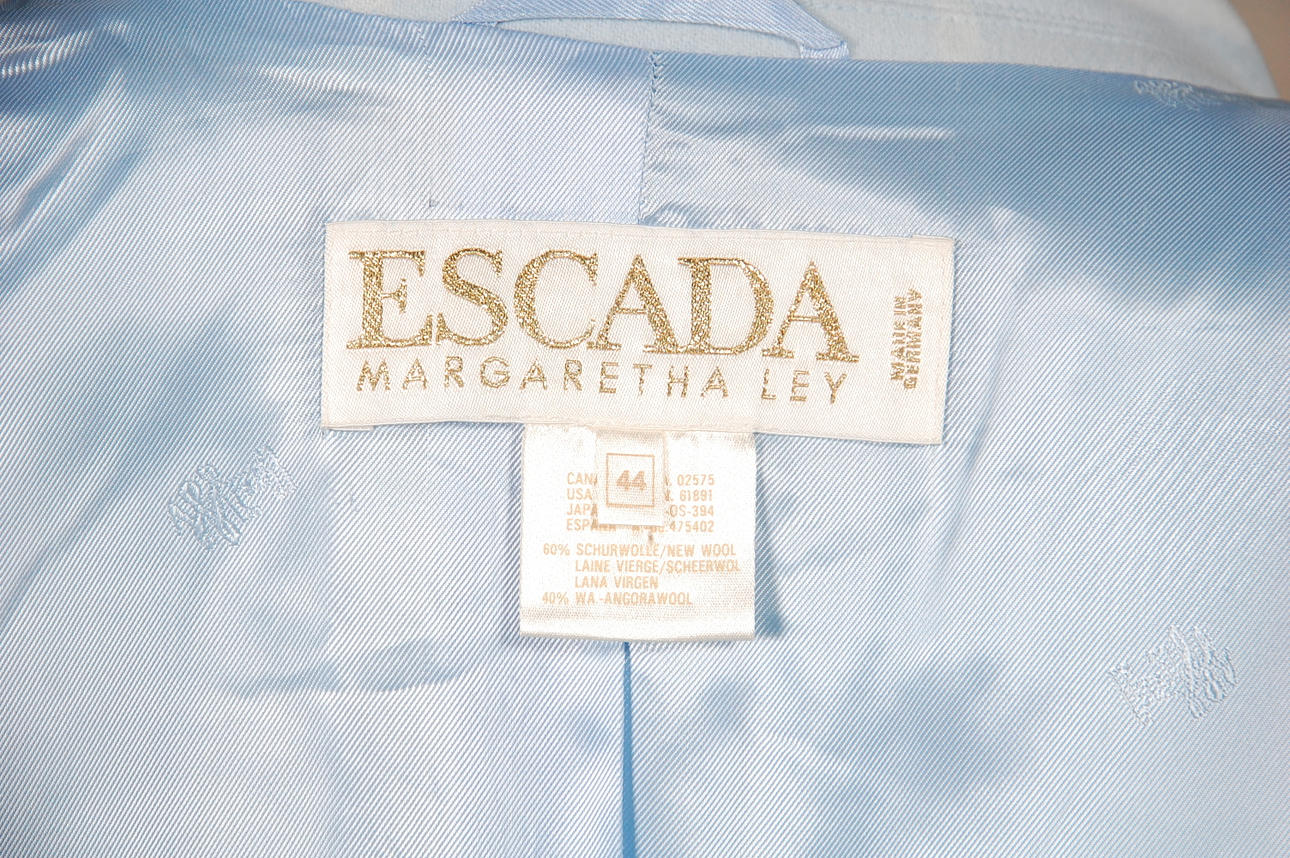 ESCADA
MARGARETHA LEY
MADE IN
GERMANY
44
CAN 02575
USA 61891
JAPA OS-394
ESPAÑA 475402
60% SCHURWOLLE/NEW WOOL
LAINE VIERGE/SCHEERWOL
LANA VIRGEN
40% WA-ANGORAWOOL